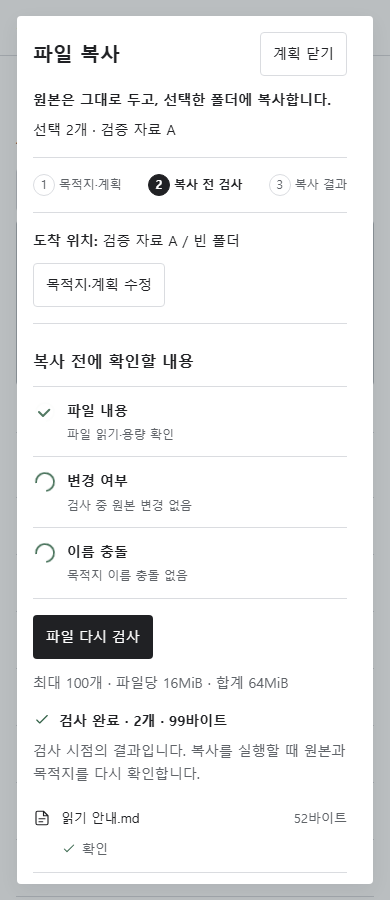 파일 복사
계획 닫기
원본은 그대로 두고, 선택한 폴더에 복사합니다.
선택 2개 · 검증 자료 A
1 목적지·계획
2 복사 전 검사
3 복사 결과
도착 위치: 검증 자료 A / 빈 폴더
목적지·계획 수정
복사 전에 확인할 내용
파일 내용
파일 읽기·용량 확인
변경 여부
검사 중 원본 변경 없음
이름 충돌
목적지 이름 충돌 없음
파일 다시 검사
최대 100개 · 파일당 16MiB · 합계 64MiB
검사 완료 · 2개 · 99바이트
검사 시점의 결과입니다. 복사를 실행할 때 원본과
목적지를 다시 확인합니다.
읽기 안내.md
52바이트
확인